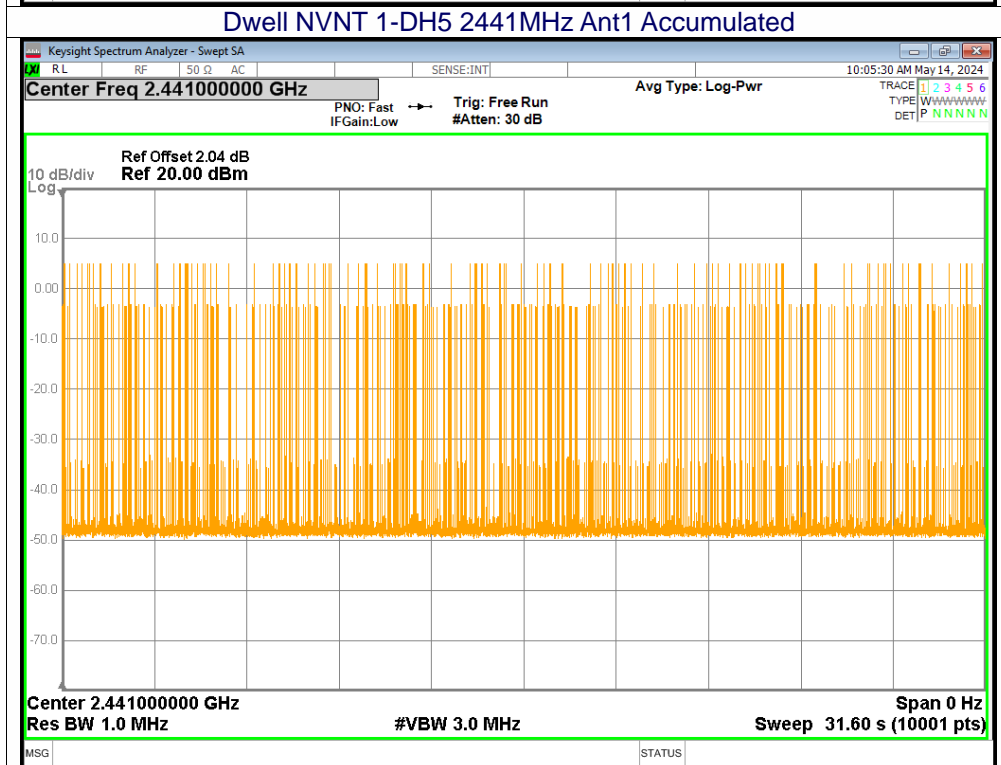 Dwell NVNT 1-DH5 2441MHz Ant1 Accumulated
Keysight Spectrum Analyzer - Swept SA
LXI RL RF 50 Ω AC SENSE:INT 10:05:30 AM May 14, 2024
Center Freq 2.441000000 GHz
PNO: Fast
IFGain:Low
Trig: Free Run
#Atten: 30 dB
Avg Type: Log-Pwr
TRACE 1 2 3 4 5 6
TYPE WWWWWWW
DET P N N N N N
10 dB/div
Log
Ref Offset 2.04 dB
Ref 20.00 dBm
10.0
0.00
-10.0
-20.0
-30.0
-40.0
-50.0
-60.0
-70.0
Center 2.441000000 GHz Span 0 Hz
Res BW 1.0 MHz #VBW 3.0 MHz Sweep 31.60 s (10001 pts)
MSG STATUS